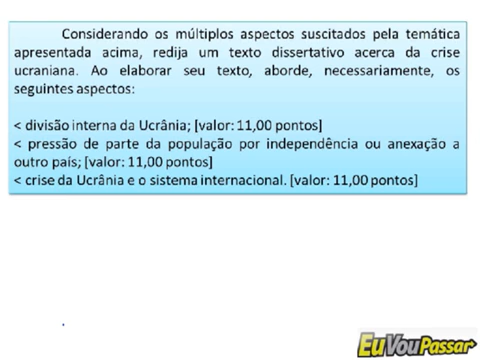 Considerando os múltiplos aspectos suscitados pela temática
apresentada acima, redija um texto dissertativo acerca da crise
ucraniana. Ao elaborar seu texto, aborde, necessariamente, os
seguintes aspectos:
< divisão interna da Ucrânia; [valor: 11,00 pontos]
< pressão de parte da população por independência ou anexação a
outro país; [valor: 11,00 pontos]
< crise da Ucrânia e o sistema internacional. [valor: 11,00 pontos]
EuVouPassar